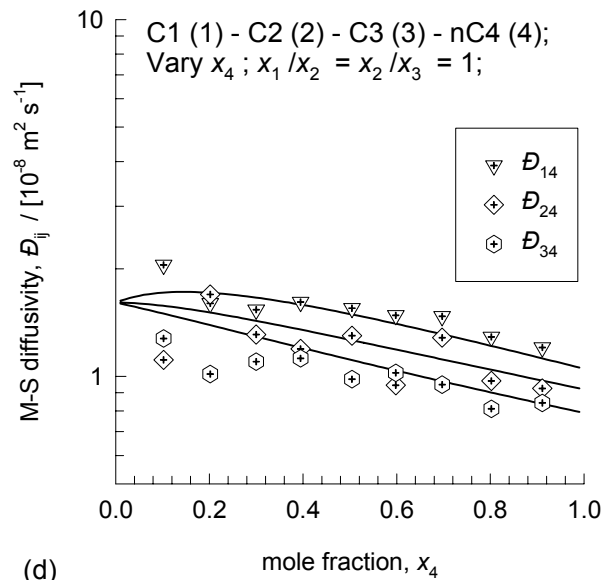 C1 (1) - C2 (2) - C3 (3) - nC4 (4);
Vary x₄ ; x₁ /x₂ = x₂ /x₃ = 1;
Đ₁₄
Đ₂₄
Đ₃₄
M-S diffusivity, Đᵢⱼ / [10⁻⁸ m² s⁻¹]
10
1
0.0 0.2 0.4 0.6 0.8 1.0
mole fraction, x₄
(d)